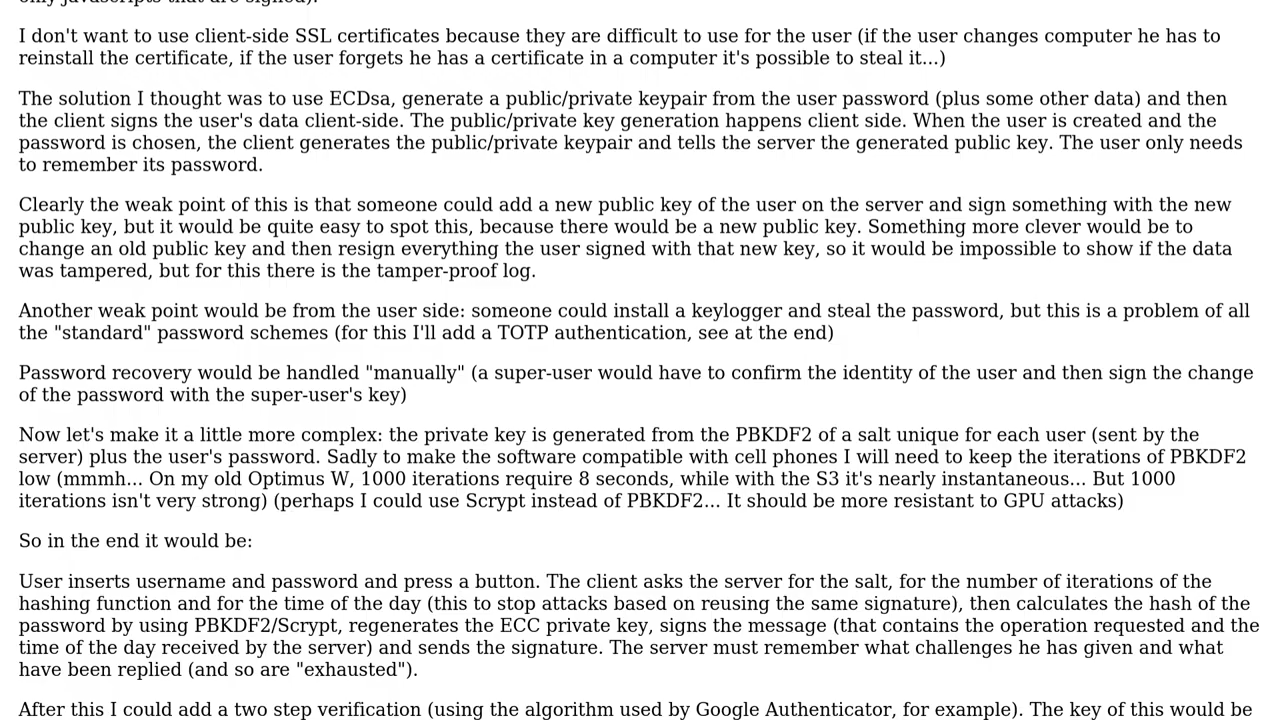 only javascripts that are signed).
I don't want to use client-side SSL certificates because they are difficult to use for the user (if the user changes computer he has to
reinstall the certificate, if the user forgets he has a certificate in a computer it's possible to steal it...)
The solution I thought was to use ECDsa, generate a public/private keypair from the user password (plus some other data) and then
the client signs the user's data client-side. The public/private key generation happens client side. When the user is created and the
password is chosen, the client generates the public/private keypair and tells the server the generated public key. The user only needs
to remember its password.
Clearly the weak point of this is that someone could add a new public key of the user on the server and sign something with the new
public key, but it would be quite easy to spot this, because there would be a new public key. Something more clever would be to
change an old public key and then resign everything the user signed with that new key, so it would be impossible to show if the data
was tampered, but for this there is the tamper-proof log.
Another weak point would be from the user side: someone could install a keylogger and steal the password, but this is a problem of all
the "standard" password schemes (for this I'll add a TOTP authentication, see at the end)
Password recovery would be handled "manually" (a super-user would have to confirm the identity of the user and then sign the change
of the password with the super-user's key)
Now let's make it a little more complex: the private key is generated from the PBKDF2 of a salt unique for each user (sent by the
server) plus the user's password. Sadly to make the software compatible with cell phones I will need to keep the iterations of PBKDF2
low (mmmh... On my old Optimus W, 1000 iterations require 8 seconds, while with the S3 it's nearly instantaneous... But 1000
iterations isn't very strong) (perhaps I could use Scrypt instead of PBKDF2... It should be more resistant to GPU attacks)
So in the end it would be:
User inserts username and password and press a button. The client asks the server for the salt, for the number of iterations of the
hashing function and for the time of the day (this to stop attacks based on reusing the same signature), then calculates the hash of the
password by using PBKDF2/Scrypt, regenerates the ECC private key, signs the message (that contains the operation requested and the
time of the day received by the server) and sends the signature. The server must remember what challenges he has given and what
have been replied (and so are "exhausted").
After this I could add a two step verification (using the algorithm used by Google Authenticator, for example). The key of this would be